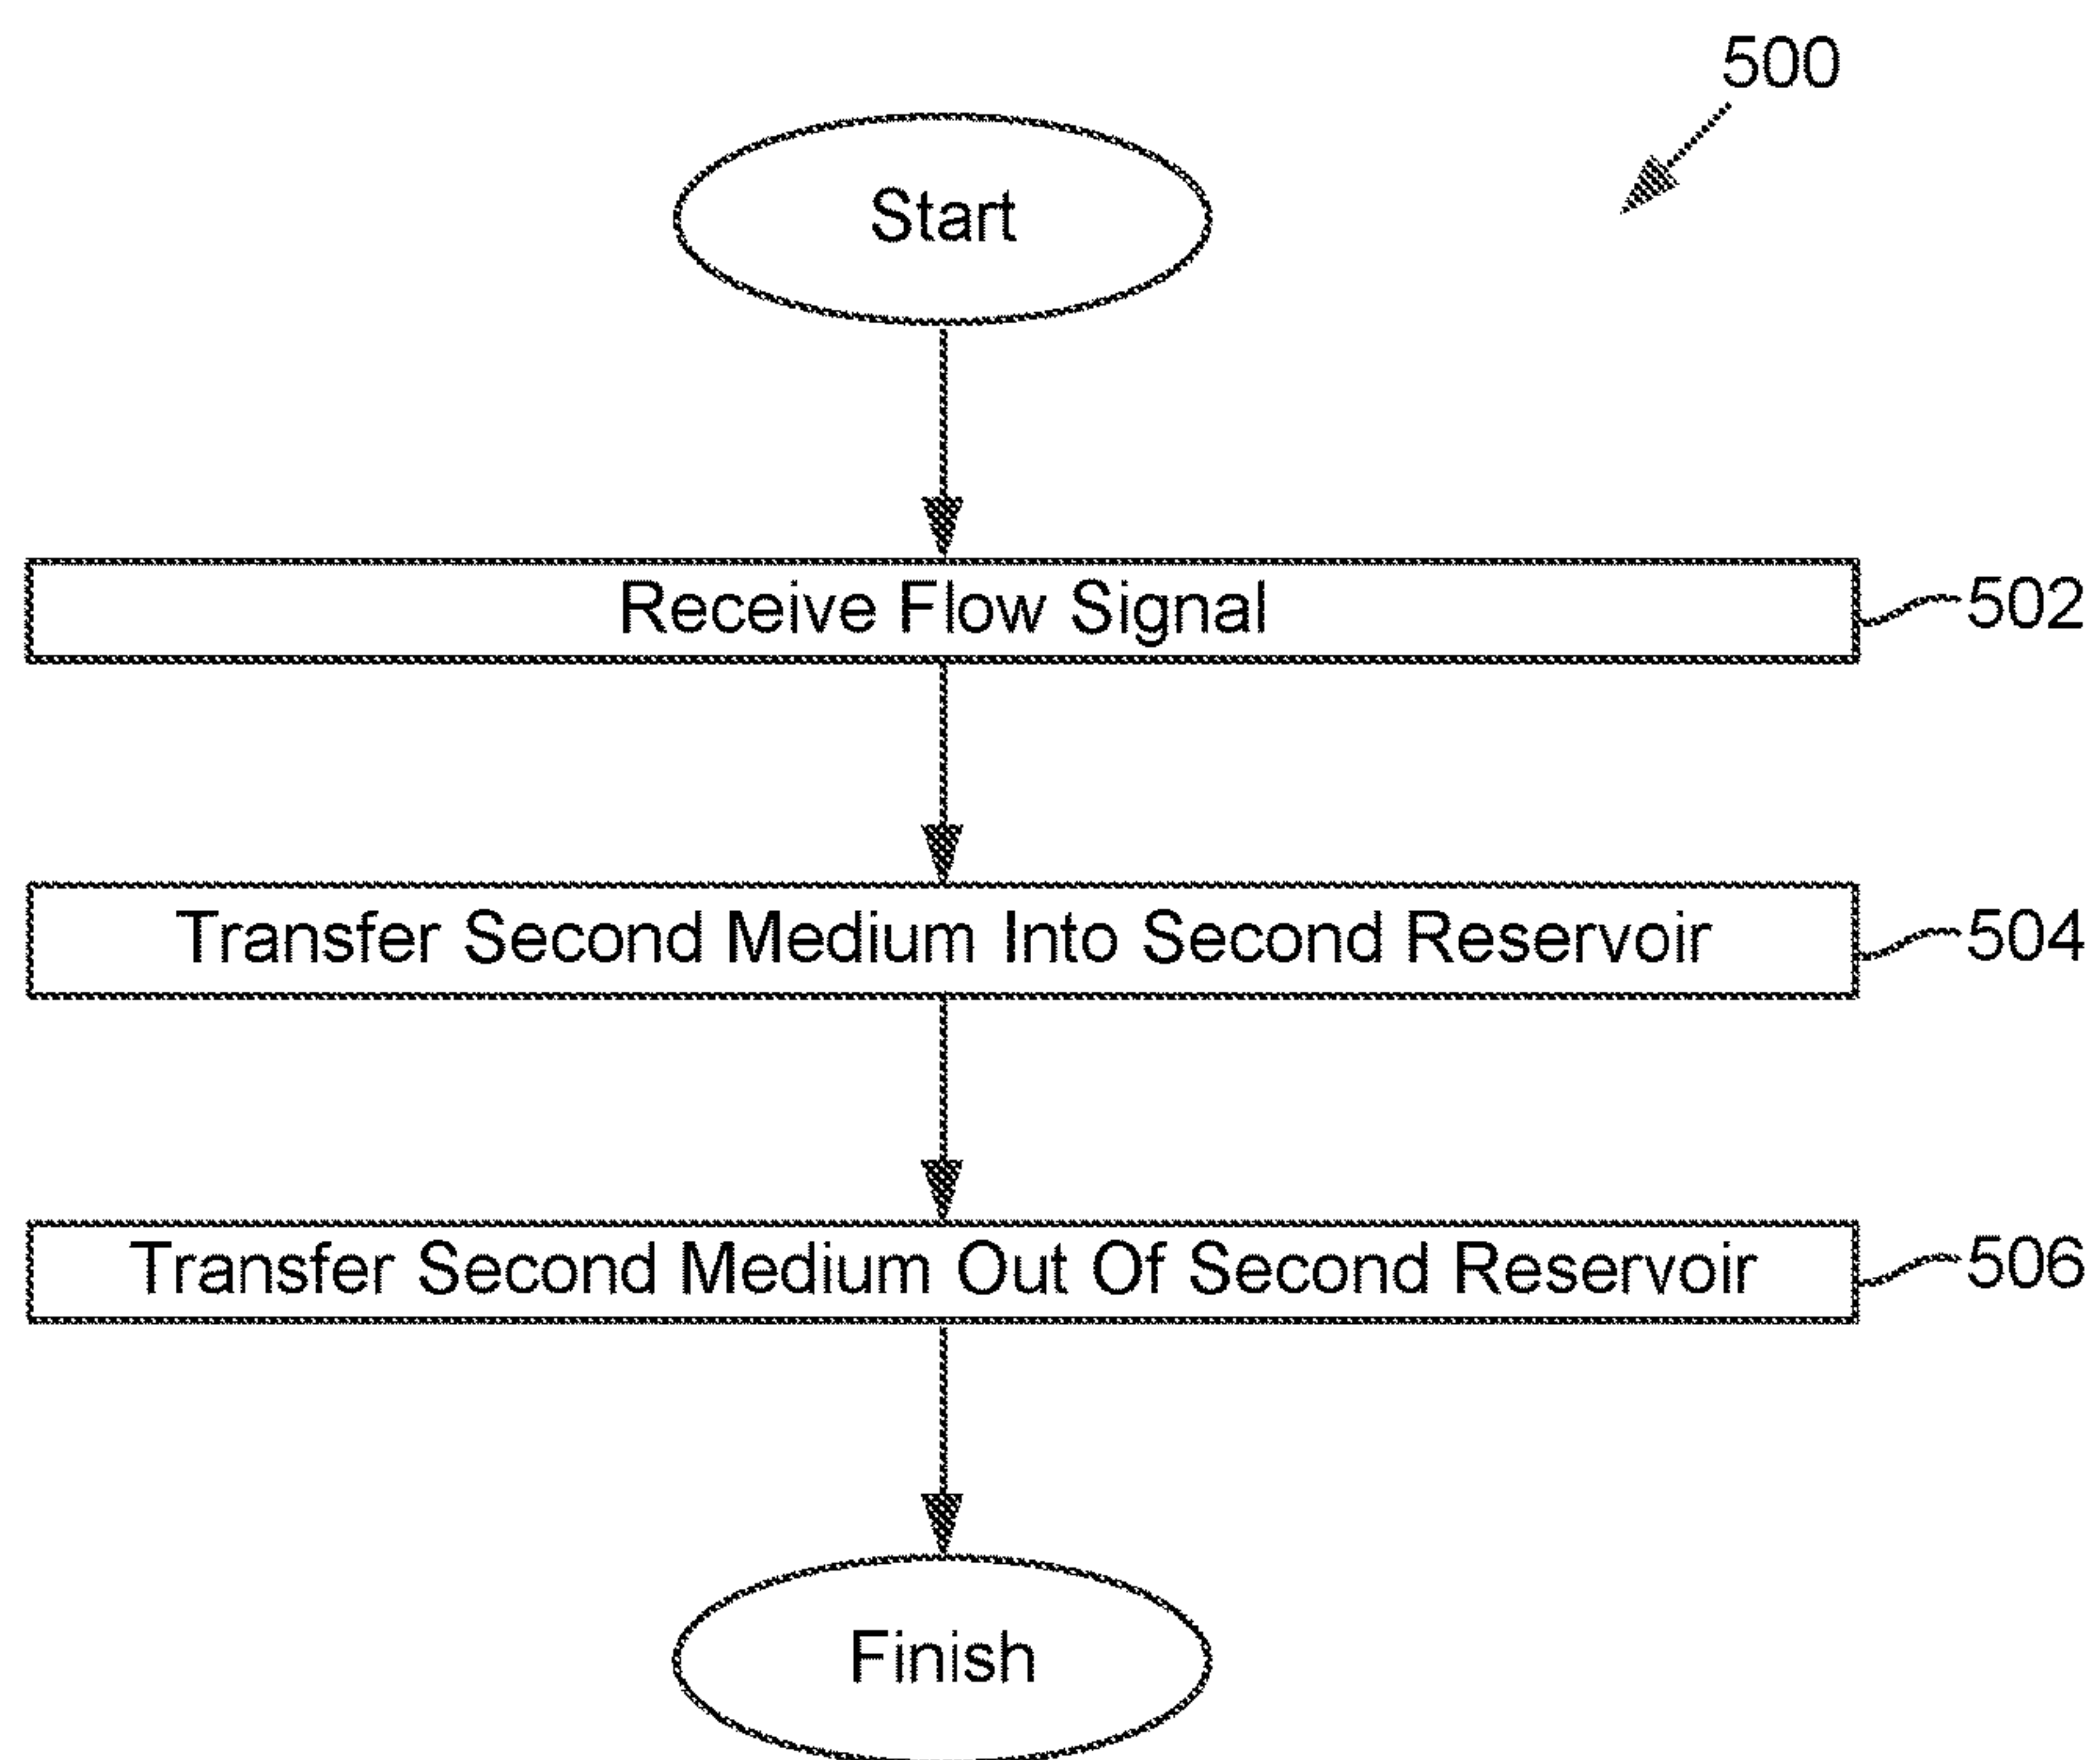 500
Start
Receive Flow Signal
502
Transfer Second Medium Into Second Reservoir
504
Transfer Second Medium Out Of Second Reservoir
506
Finish